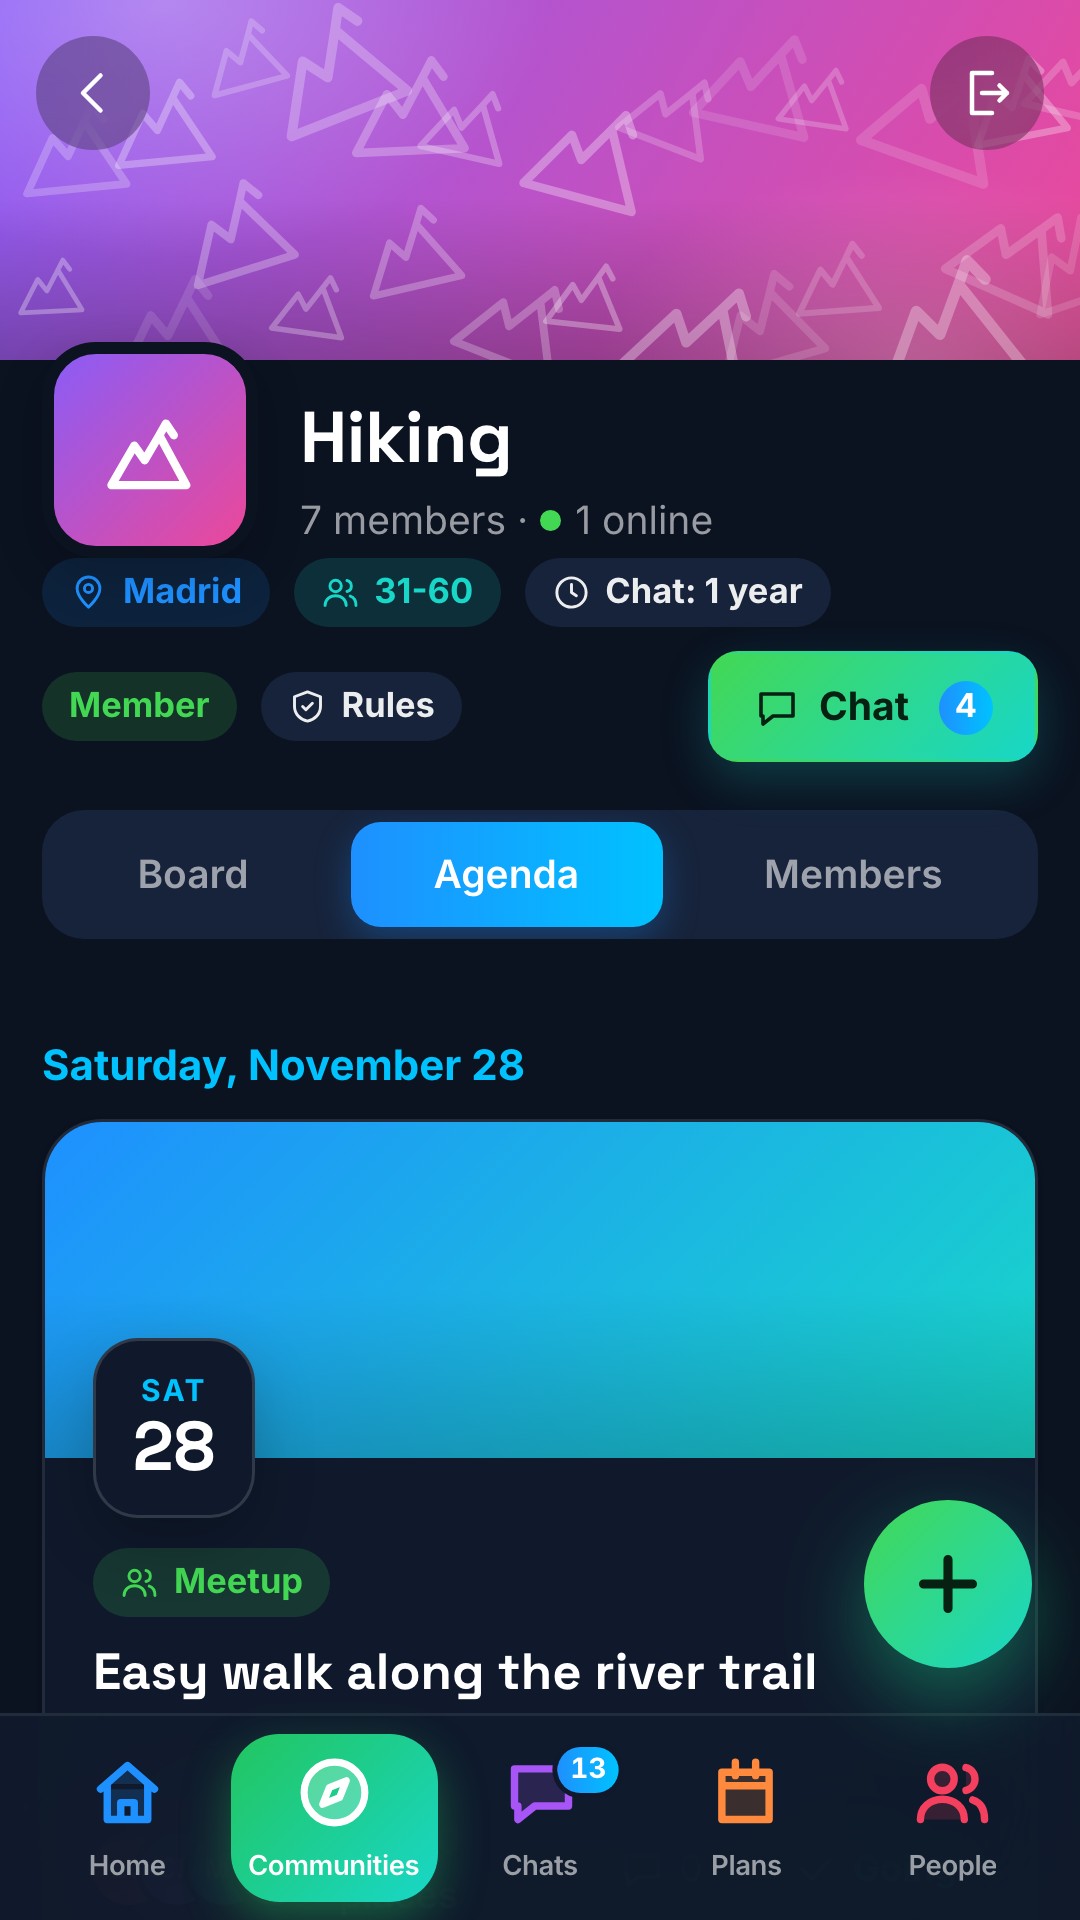 Hiking
7 members · 1 online
Madrid
31-60
Chat: 1 year
Member
Rules
Chat 4
Board
Agenda
Members
Saturday, November 28
SAT
28
Meetup
Easy walk along the river trail
13
Home
Communities
Chats
Plans
People